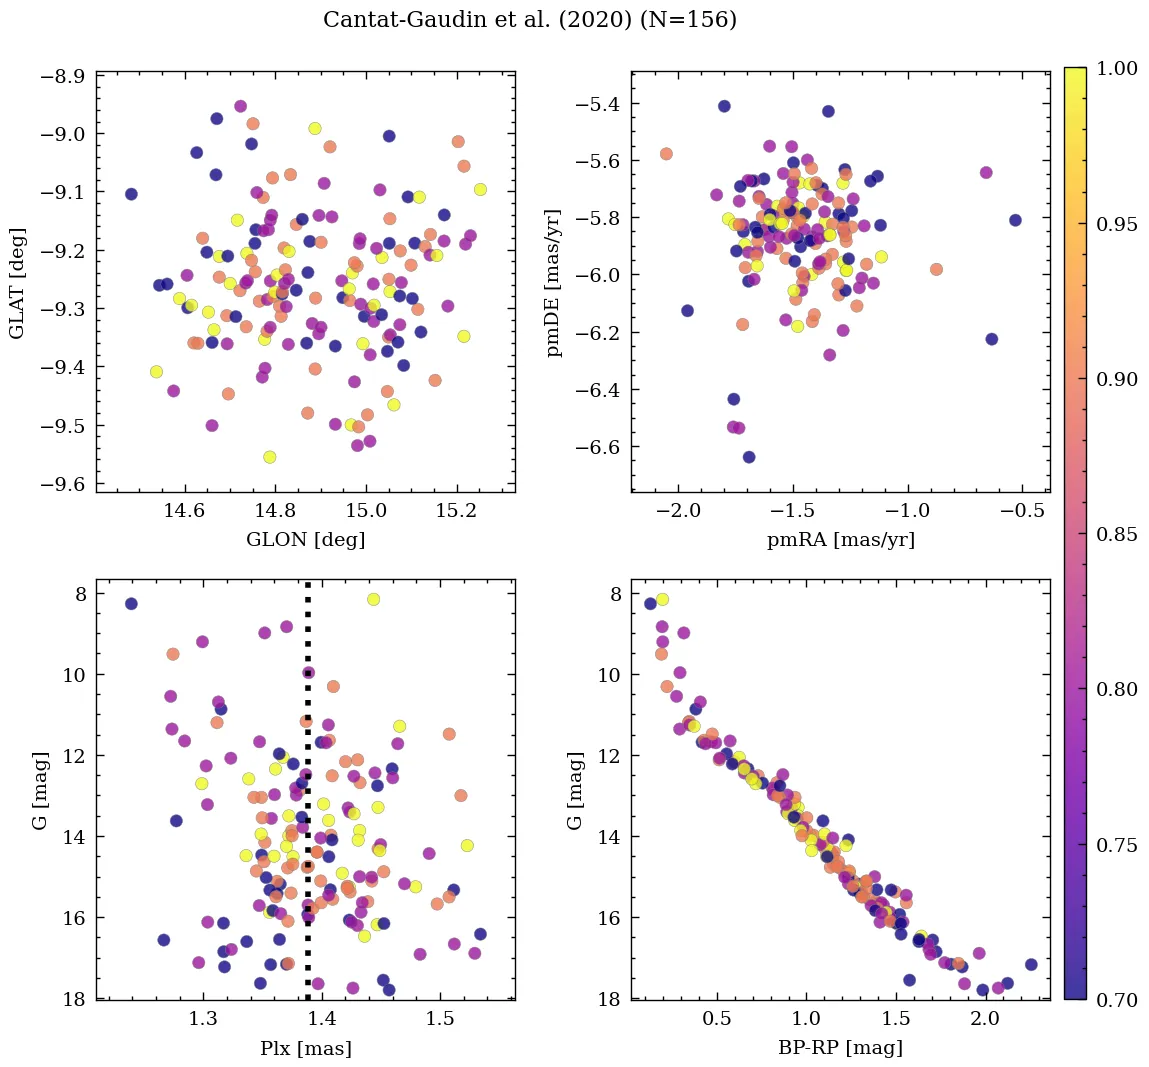 Cantat-Gaudin et al. (2020) (N=156)
−8.9
−9.0
−9.1
−9.2
−9.3
−9.4
−9.5
−9.6
GLAT [deg]
14.6 14.8 15.0 15.2
GLON [deg]
−5.4
−5.6
−5.8
−6.0
−6.2
−6.4
−6.6
pmDE [mas/yr]
−2.0 −1.5 −1.0 −0.5
pmRA [mas/yr]
8
10
12
14
16
18
G [mag]
1.3 1.4 1.5
Plx [mas]
8
10
12
14
16
18
G [mag]
0.5 1.0 1.5 2.0
BP-RP [mag]
1.00
0.95
0.90
0.85
0.80
0.75
0.70